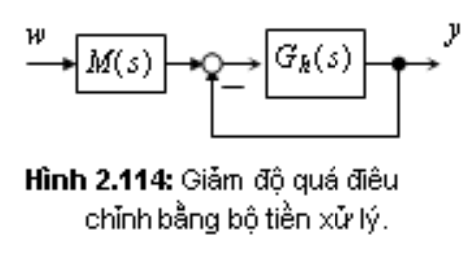 w
y
M(s)
G_k(s)
−
Hình 2.114: Giảm độ quá điều
chỉnh bằng bộ tiền xử lý.